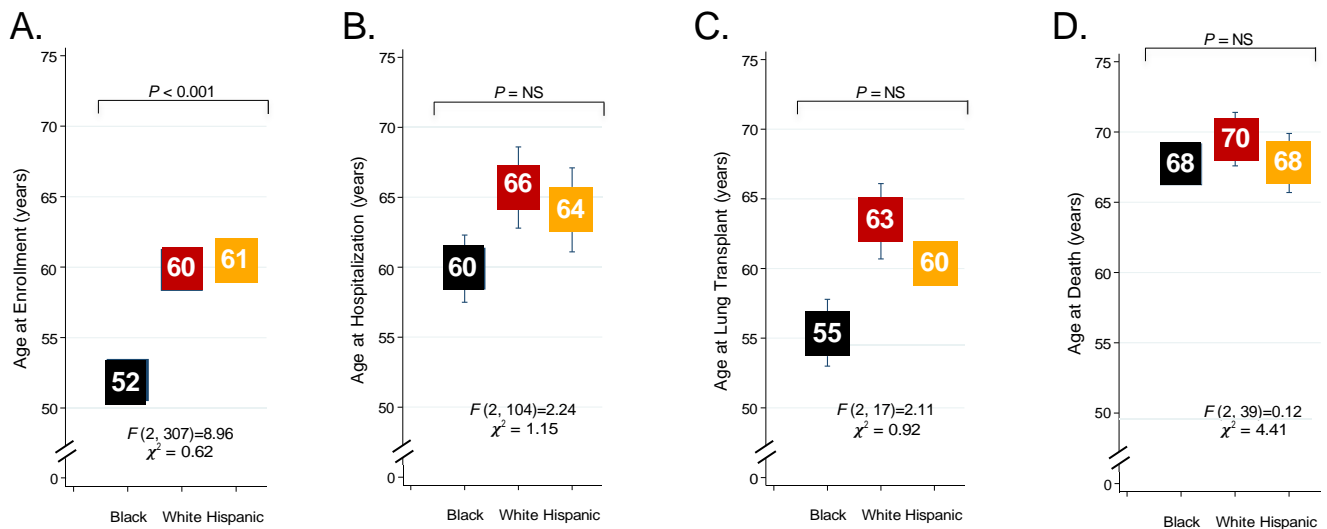 A.
75
P < 0.001
70
65
60
55
50
0
Age at Enrollment (years)
52
60
61
F (2, 307)=8.96
χ² = 0.62
Black White Hispanic
B.
75
P = NS
70
65
60
55
50
0
Age at Hospitalization (years)
60
66
64
F (2, 104)=2.24
χ² = 1.15
Black White Hispanic
C.
75
P = NS
70
65
60
55
50
0
Age at Lung Transplant (years)
55
63
60
F (2, 17)=2.11
χ² = 0.92
Black White Hispanic
D.
P = NS
75
70
65
60
55
50
0
Age at Death (years)
68
70
68
F (2, 39)=0.12
χ² = 4.41
Black White Hispanic